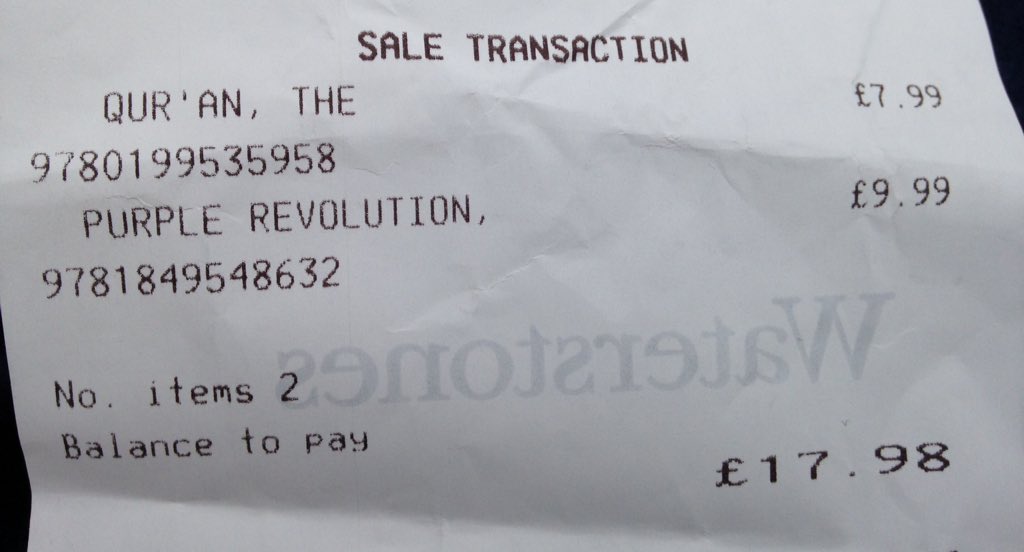 SALE TRANSACTION
QUR'AN, THE £7.99
9780199535958
PURPLE REVOLUTION, £9.99
9781849548632
Waterstones
No. items 2
Balance to pay £17.98